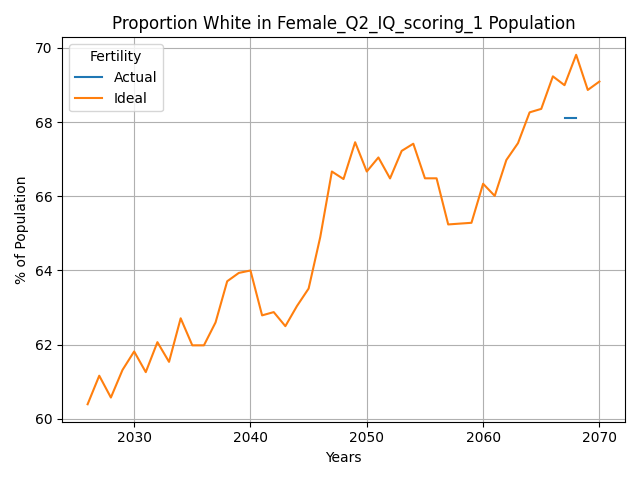 Proportion White in Female_Q2_IQ_scoring_1 Population
Fertility
Actual
Ideal
70
68
66
64
62
60
% of Population
2030 2040 2050 2060 2070
Years